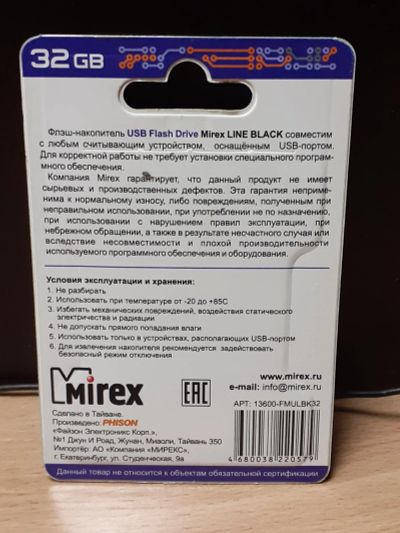 32 GB
Флэш-накопитель USB Flash Drive Mirex LINE BLACK совместим
с любым считывающим устройством, оснащённым USB-портом.
Для корректной работы не требует установки специального програм-
много обеспечения.
Компания Mirex гарантирует, что данный продукт не имеет
сырьевых и производственных дефектов. Эта гарантия неприме-
нима к нормальному износу, либо повреждениям, полученным при
неправильном использовании, при употреблении не по назначению,
при использовании с нарушением правил эксплуатации, при
небрежном обращении, а также в результате несчастного случая или
вследствие несовместимости и плохой производительности
используемого программного обеспечения и оборудования.
Условия эксплуатации и хранения:
1. Не разбирать
2. Использовать при температуре от -20 до +85С
3. Избегать механических повреждений, воздействия статического
электричества и радиации
4. Не допускать прямого попадания влаги
5. Использовать только в устройствах, располагающих USB-портом
6. Для извлечения накопителя рекомендуется задействовать
безопасный режим отключения
Mirex
EAC
www.mirex.ru
e-mail: info@mirex.ru
АРТ: 13600-FMULBK32
Сделано в Тайване.
Произведено: PHISON
«Файзон Электроникс Корп.»,
№1 Джун И Роад, Жунан, Миаоли, Тайвань 350
Импортёр: АО «Компания «МИРЕКС»,
г. Екатеринбург, ул. Студенческая, 9а
4 680038 220579
Данный товар не относится к объектам обязательной сертификации